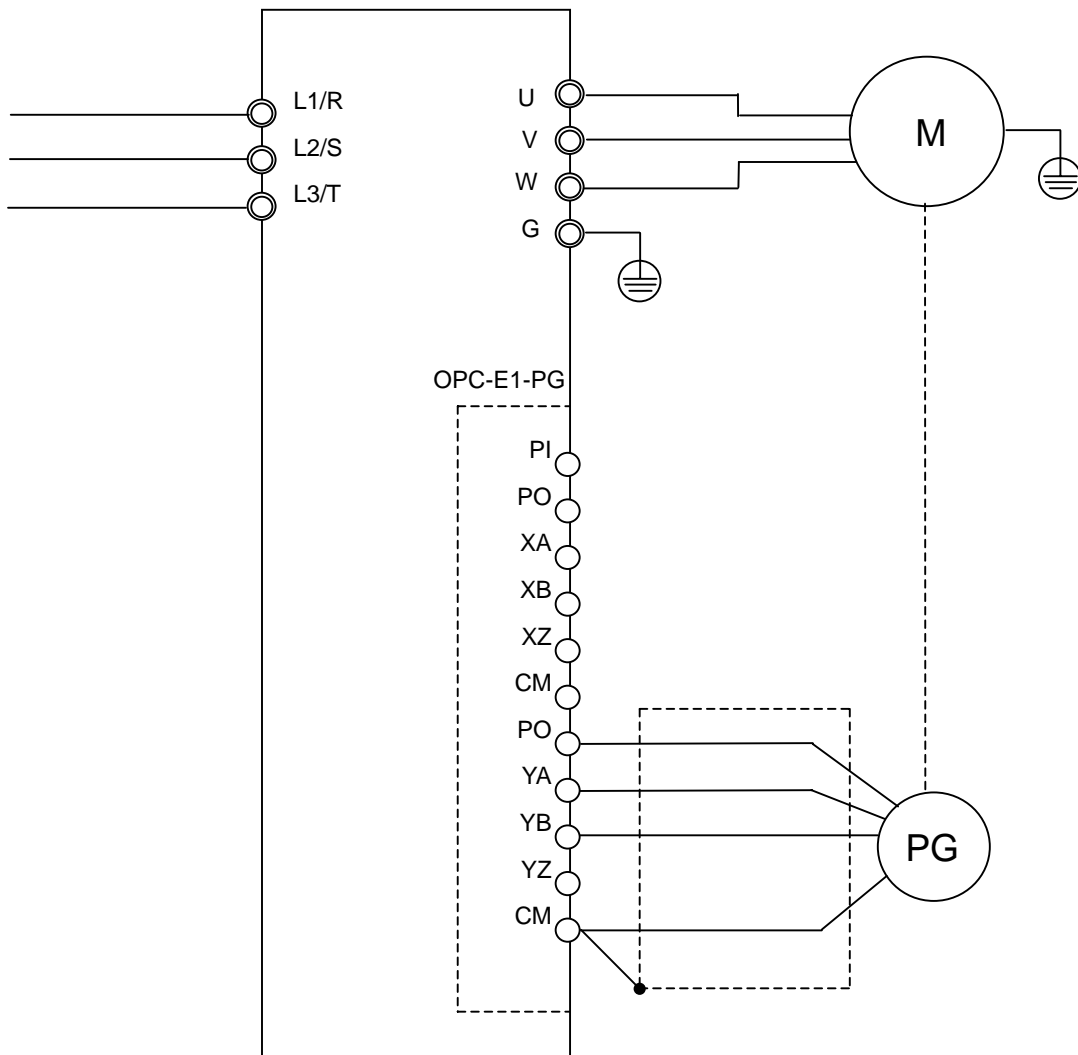 L1/R
L2/S
L3/T
U
V
W
G
M
OPC-E1-PG
PI
PO
XA
XB
XZ
CM
PO
YA
YB
YZ
CM
PG